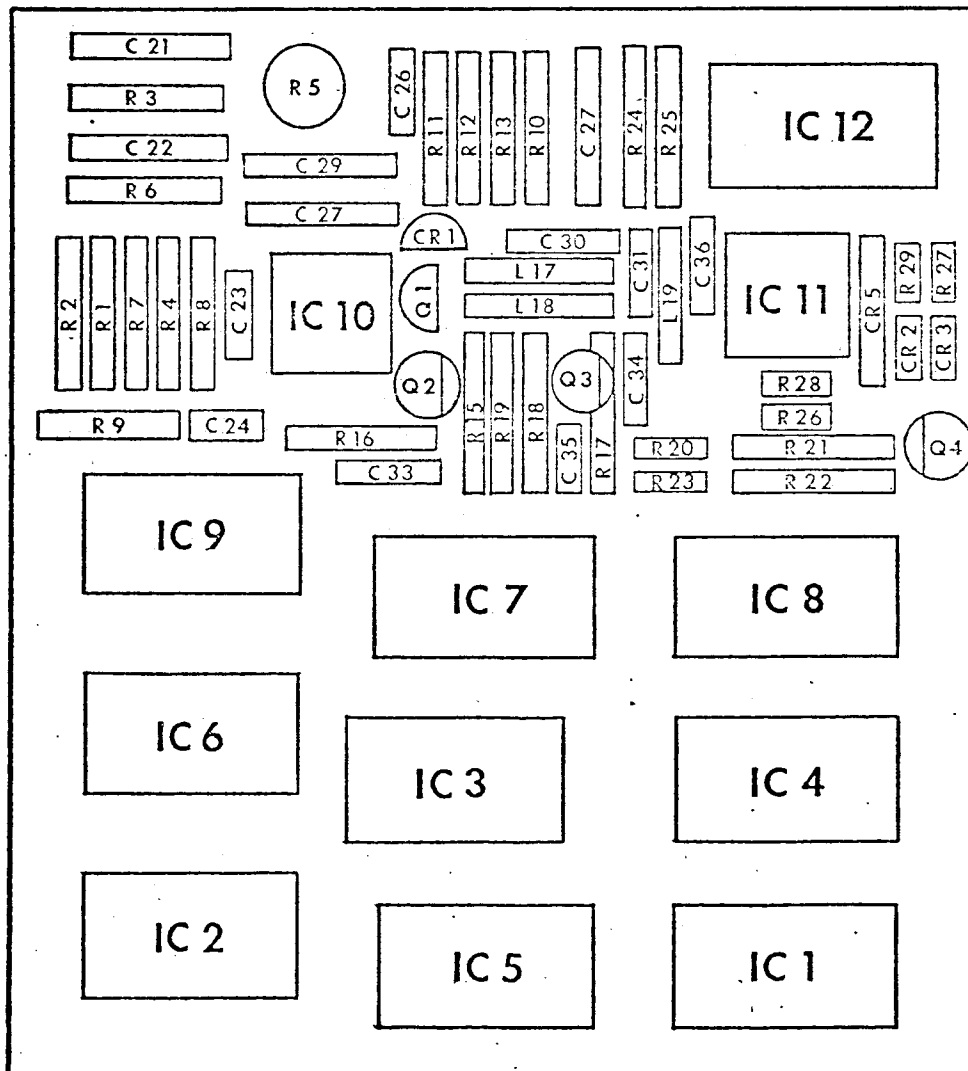 C 21
R 3
C 22
R 6
R 5
C 29
C 27
C 26
R 11
R 12
R 13
R 10
C 27
R 24
R 25
IC 12
R 2
R 1
R 7
R 4
R 8
C 23
IC 10
CR 1
Q 1
Q 2
C 30
L 17
L 18
C 31
L 19
C 36
IC 11
CR 5
R 29
R 27
CR 2
CR 3
R 9
C 24
R 16
C 33
R 15
R 19
R 18
Q 3
C 35
R 17
C 34
R 20
R 23
R 28
R 26
R 21
R 22
Q 4
IC 9
IC 7
IC 8
IC 6
IC 3
IC 4
IC 2
IC 5
IC 1